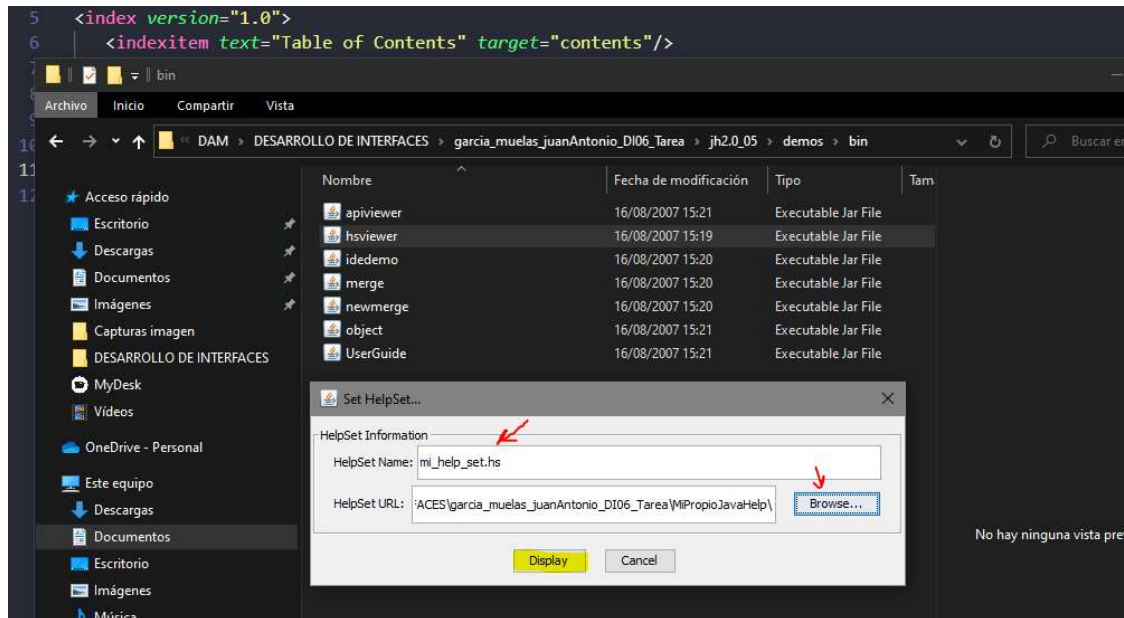 5 <index version="1.0">
6 <indexitem text="Table of Contents" target="contents"/>
bin
Archivo Inicio Compartir Vista
DAM > DESARROLLO DE INTERFACES > garcia_muelas_juanAntonio_DI06_Tarea > jh2.0_05 > demos > bin
Buscar en
10
11
12
Nombre Fecha de modificación Tipo Tam
Acceso rápido
Escritorio
Descargas
Documentos
Imágenes
Capturas imagen
DESARROLLO DE INTERFACES
MyDesk
Vídeos
OneDrive - Personal
Este equipo
Descargas
Documentos
Escritorio
Imágenes
Música
apiviewer 16/08/2007 15:21 Executable Jar File
hsviewer 16/08/2007 15:19 Executable Jar File
idedemo 16/08/2007 15:20 Executable Jar File
merge 16/08/2007 15:20 Executable Jar File
newmerge 16/08/2007 15:20 Executable Jar File
object 16/08/2007 15:21 Executable Jar File
UserGuide 16/08/2007 15:21 Executable Jar File
Set HelpSet...
HelpSet Information
HelpSet Name: mi_help_set.hs
HelpSet URL: ACES\garcia_muelas_juanAntonio_DI06_Tarea\MiPropioJavaHelp\ Browse...
Display Cancel
No hay ninguna vista pre